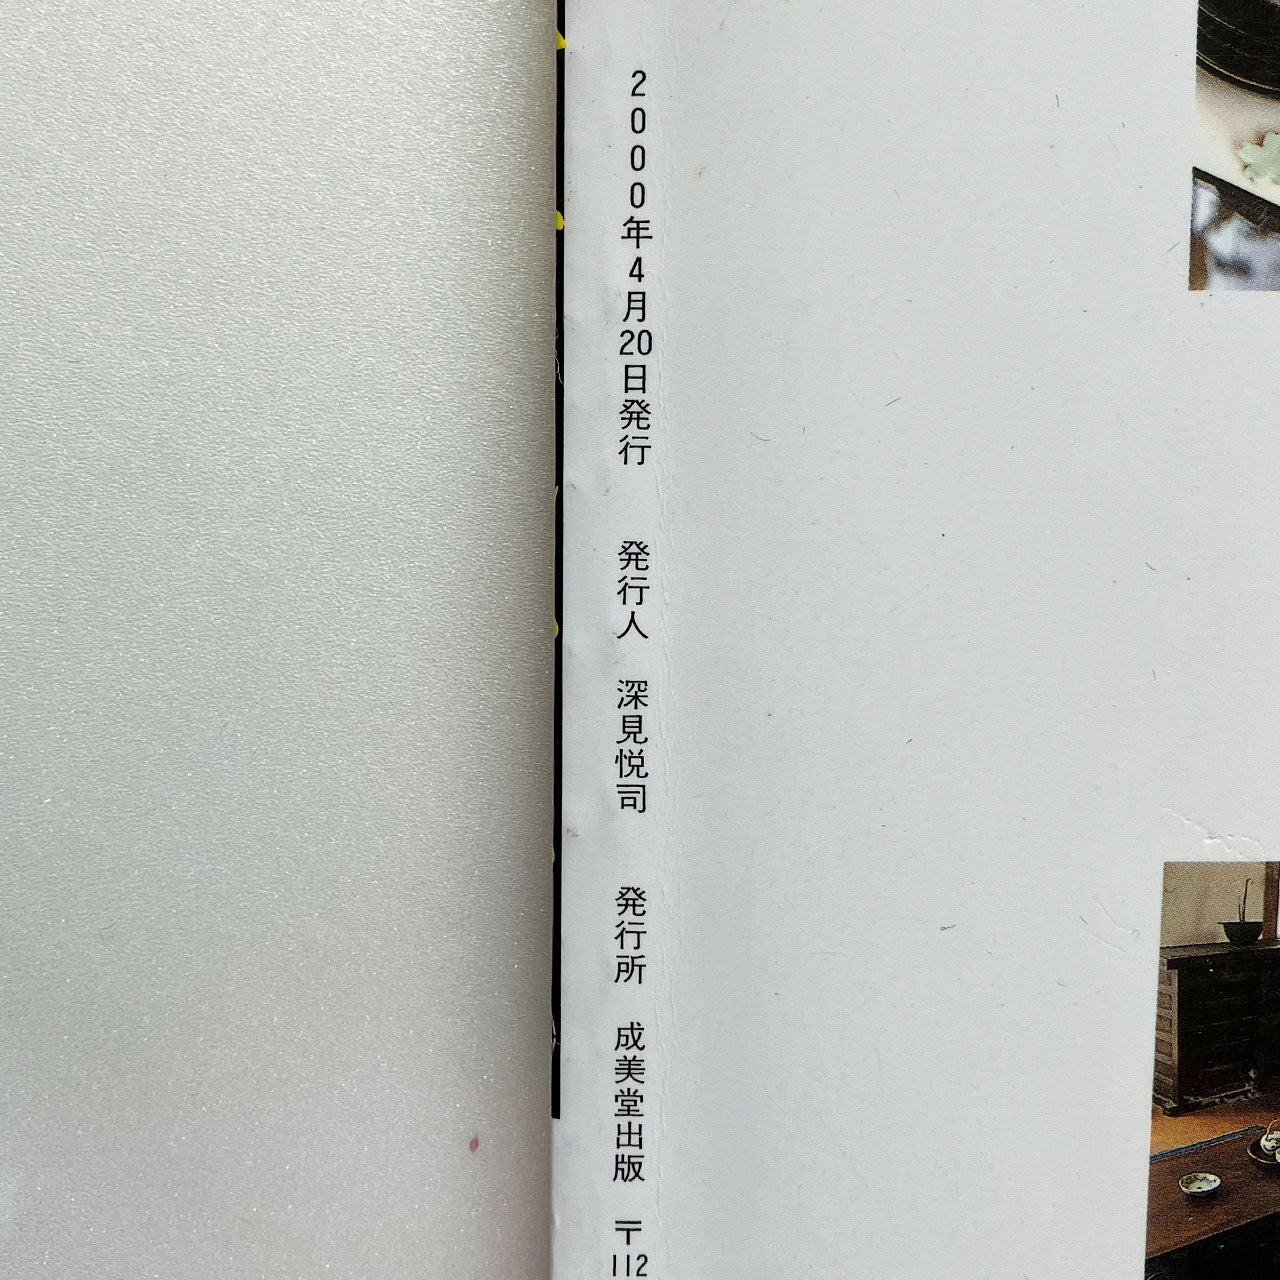 2000年4月20日発行　発行人　深見悦司　発行所　成美堂出版　〒112